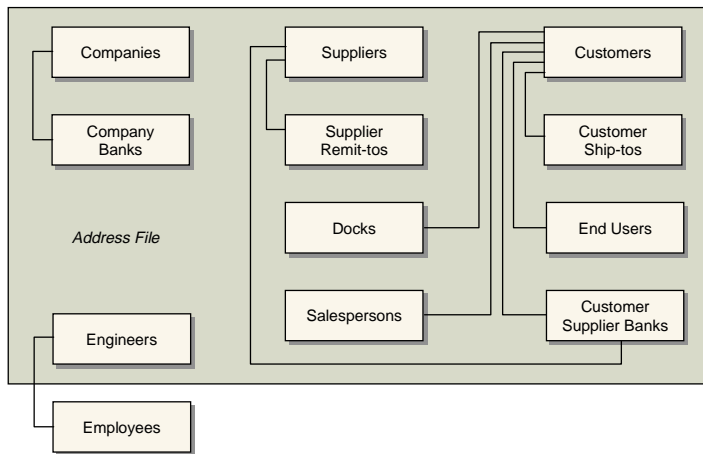 Companies
Suppliers
Customers
Company
Banks
Supplier
Remit-tos
Customer
Ship-tos
Address File
Docks
End Users
Engineers
Salespersons
Customer
Supplier Banks
Employees